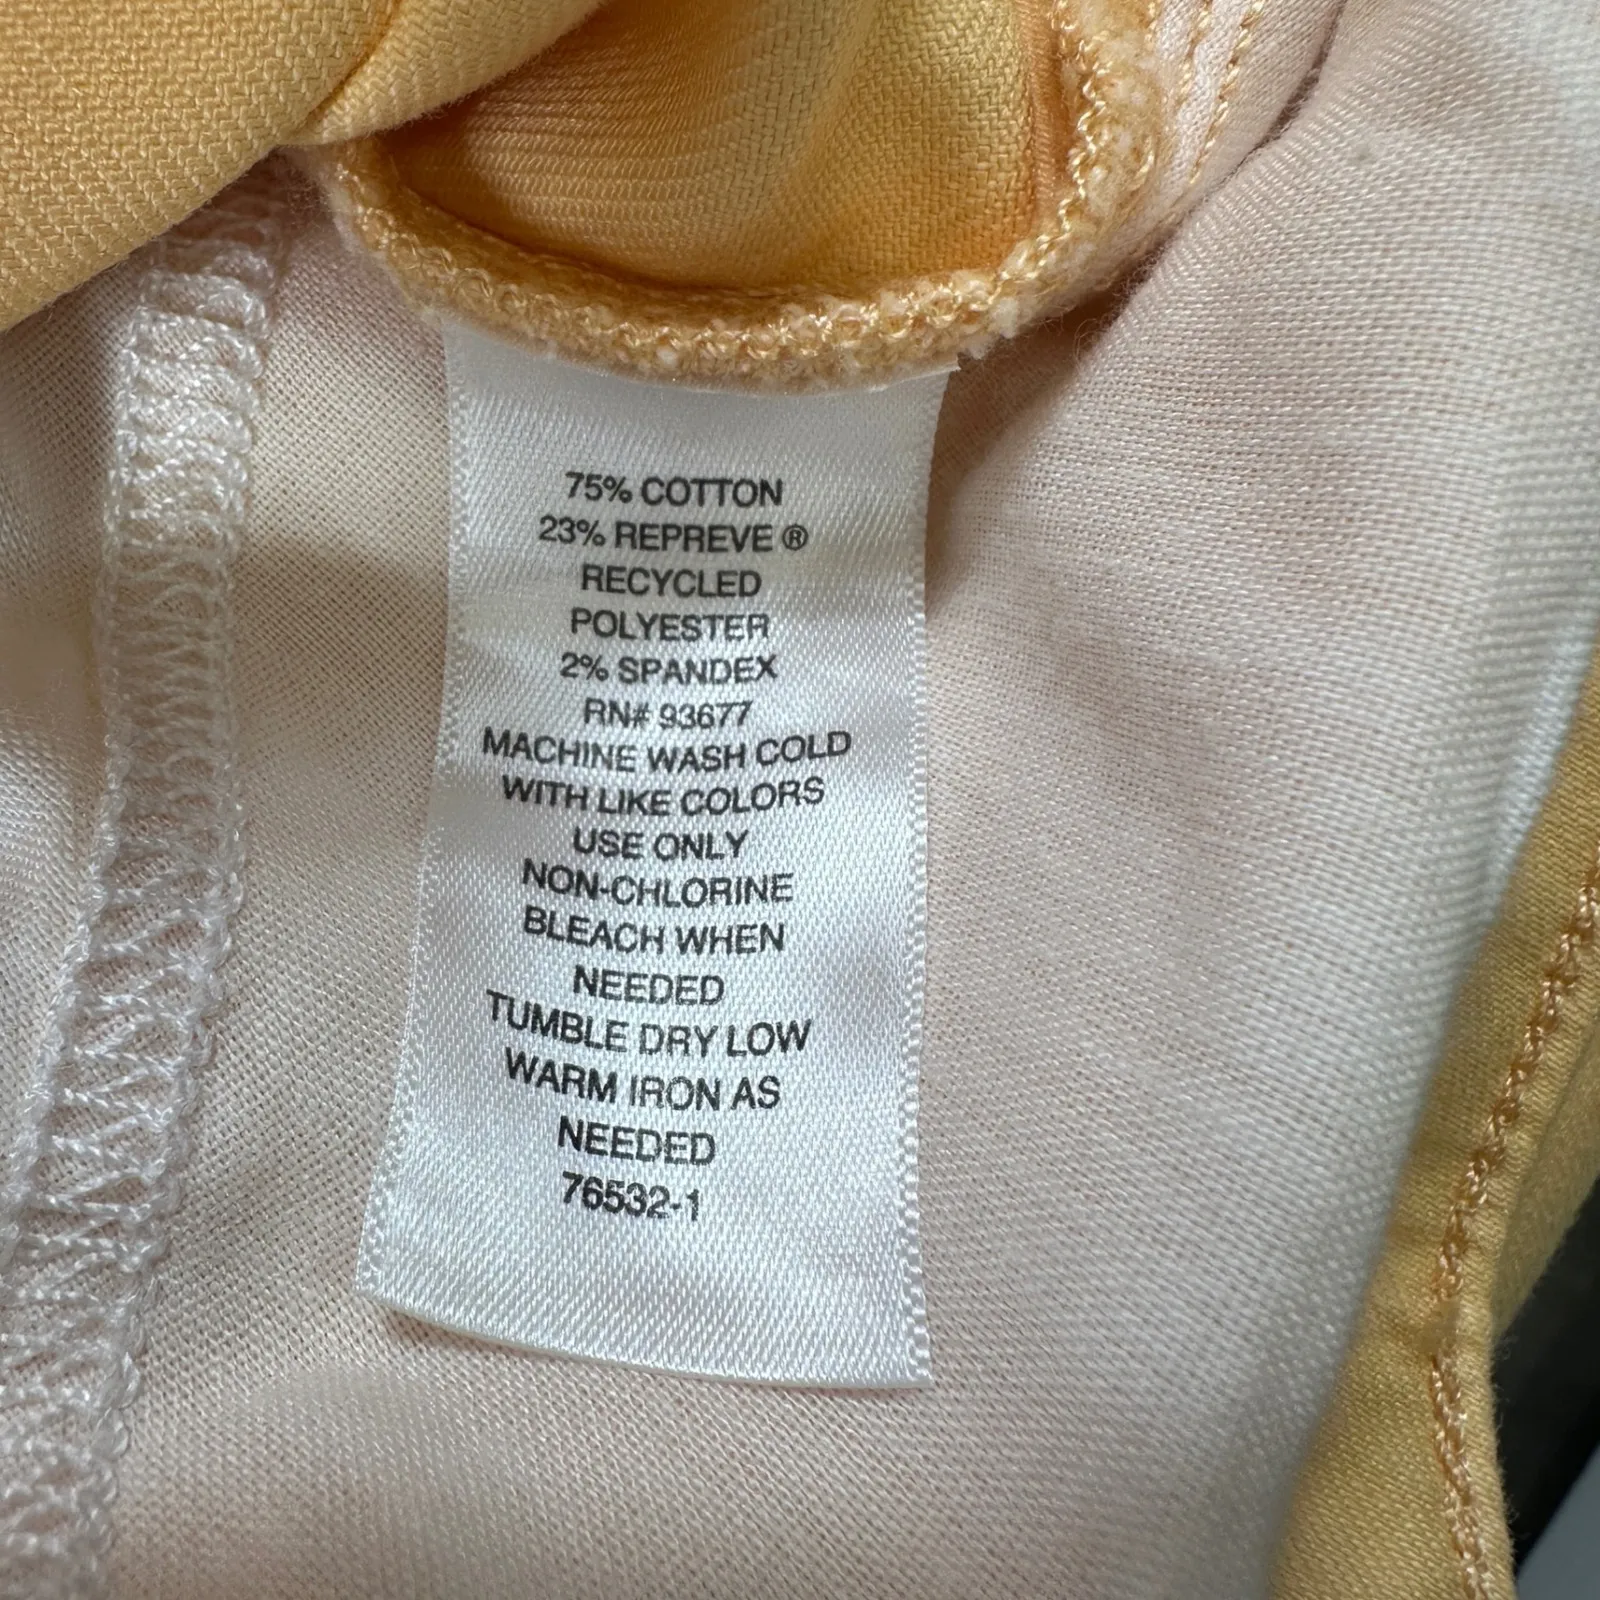 75% COTTON
23% REPREVE ®
RECYCLED
POLYESTER
2% SPANDEX
RN# 93677
MACHINE WASH COLD
WITH LIKE COLORS
USE ONLY
NON-CHLORINE
BLEACH WHEN
NEEDED
TUMBLE DRY LOW
WARM IRON AS
NEEDED
76532-1